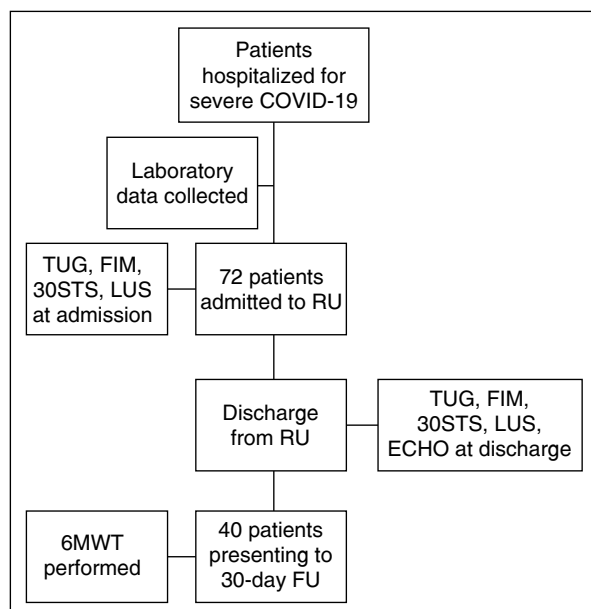 Patients
hospitalized for
severe COVID-19
Laboratory
data collected
TUG, FIM,
30STS, LUS
at admission
72 patients
admitted to RU
Discharge
from RU
TUG, FIM,
30STS, LUS,
ECHO at discharge
6MWT
performed
40 patients
presenting to
30-day FU